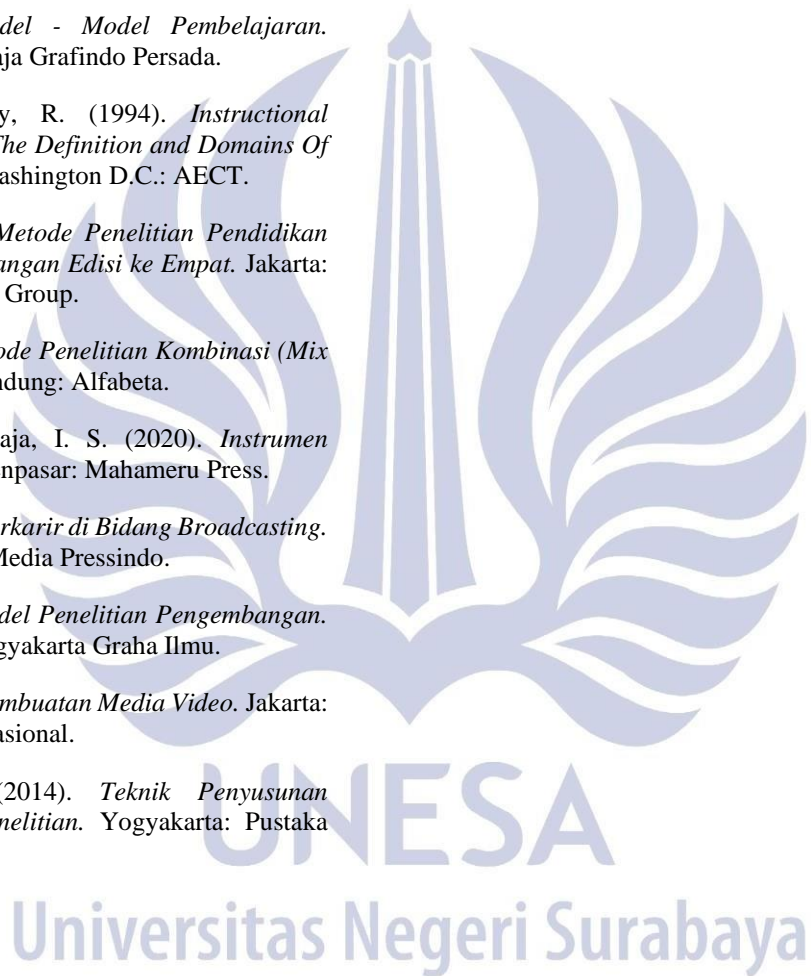 del - Model Pembelajaran.
aja Grafindo Persada.
y, R. (1994). Instructional
The Definition and Domains Of
ashington D.C.: AECT.
Metode Penelitian Pendidikan
angan Edisi ke Empat. Jakarta:
Group.
ode Penelitian Kombinasi (Mix
ndung: Alfabeta.
aja, I. S. (2020). Instrumen
enpasar: Mahameru Press.
rkarir di Bidang Broadcasting.
Media Pressindo.
del Penelitian Pengembangan.
gyakarta Graha Ilmu.
mbuatan Media Video. Jakarta:
asional.
(2014). Teknik Penyusunan
nelitian. Yogyakarta: Pustaka
UNESA
Universitas Negeri Surabaya